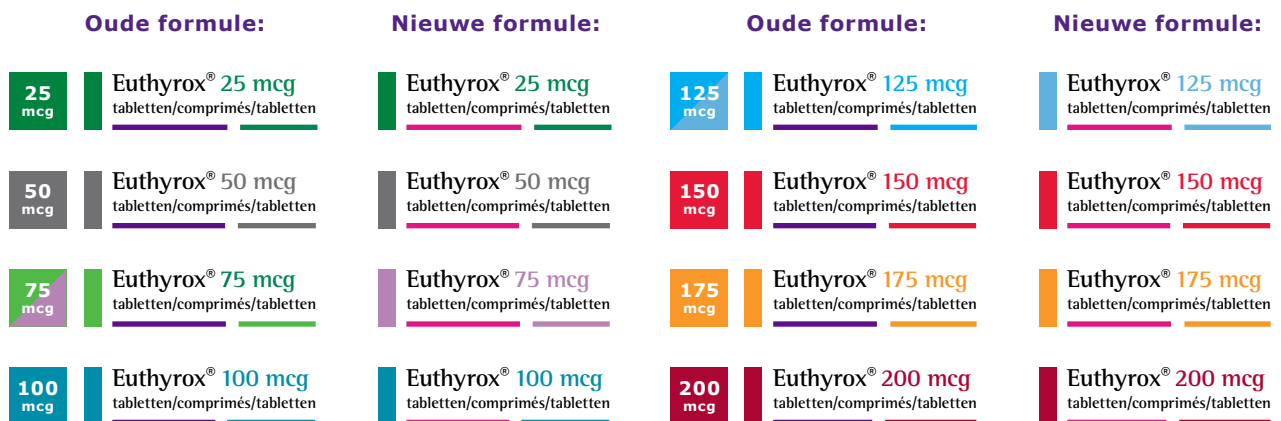 Oude formule:
Nieuwe formule:
Oude formule:
Nieuwe formule:
25
mcg
Euthyrox® 25 mcg
tabletten/comprimés/tabletten
Euthyrox® 25 mcg
tabletten/comprimés/tabletten
125
mcg
Euthyrox® 125 mcg
tabletten/comprimés/tabletten
Euthyrox® 125 mcg
tabletten/comprimés/tabletten
50
mcg
Euthyrox® 50 mcg
tabletten/comprimés/tabletten
Euthyrox® 50 mcg
tabletten/comprimés/tabletten
150
mcg
Euthyrox® 150 mcg
tabletten/comprimés/tabletten
Euthyrox® 150 mcg
tabletten/comprimés/tabletten
75
mcg
Euthyrox® 75 mcg
tabletten/comprimés/tabletten
Euthyrox® 75 mcg
tabletten/comprimés/tabletten
175
mcg
Euthyrox® 175 mcg
tabletten/comprimés/tabletten
Euthyrox® 175 mcg
tabletten/comprimés/tabletten
100
mcg
Euthyrox® 100 mcg
tabletten/comprimés/tabletten
Euthyrox® 100 mcg
tabletten/comprimés/tabletten
200
mcg
Euthyrox® 200 mcg
tabletten/comprimés/tabletten
Euthyrox® 200 mcg
tabletten/comprimés/tabletten